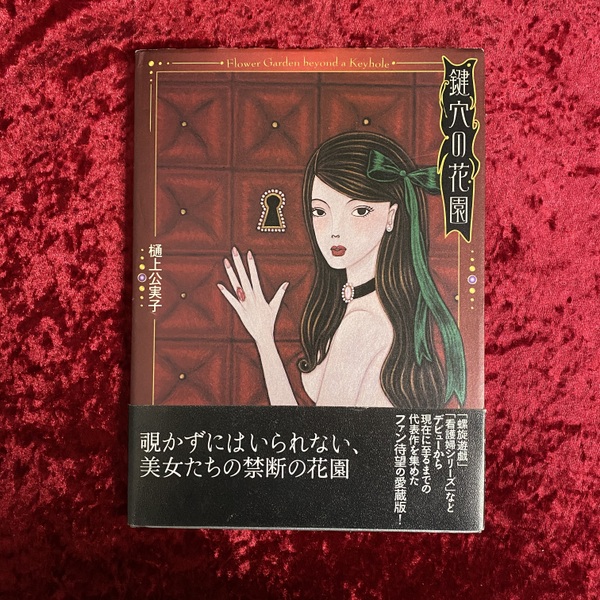 Flower Garden beyond a Keyhole
鍵穴の花園
樋上公実子
覗かずにはいられない、
美女たちの禁断の花園
「螺旋遊戯」
「看護婦シリーズ」など
デビューから
現在に至るまでの
代表作を集めた
ファン待望の愛蔵版！